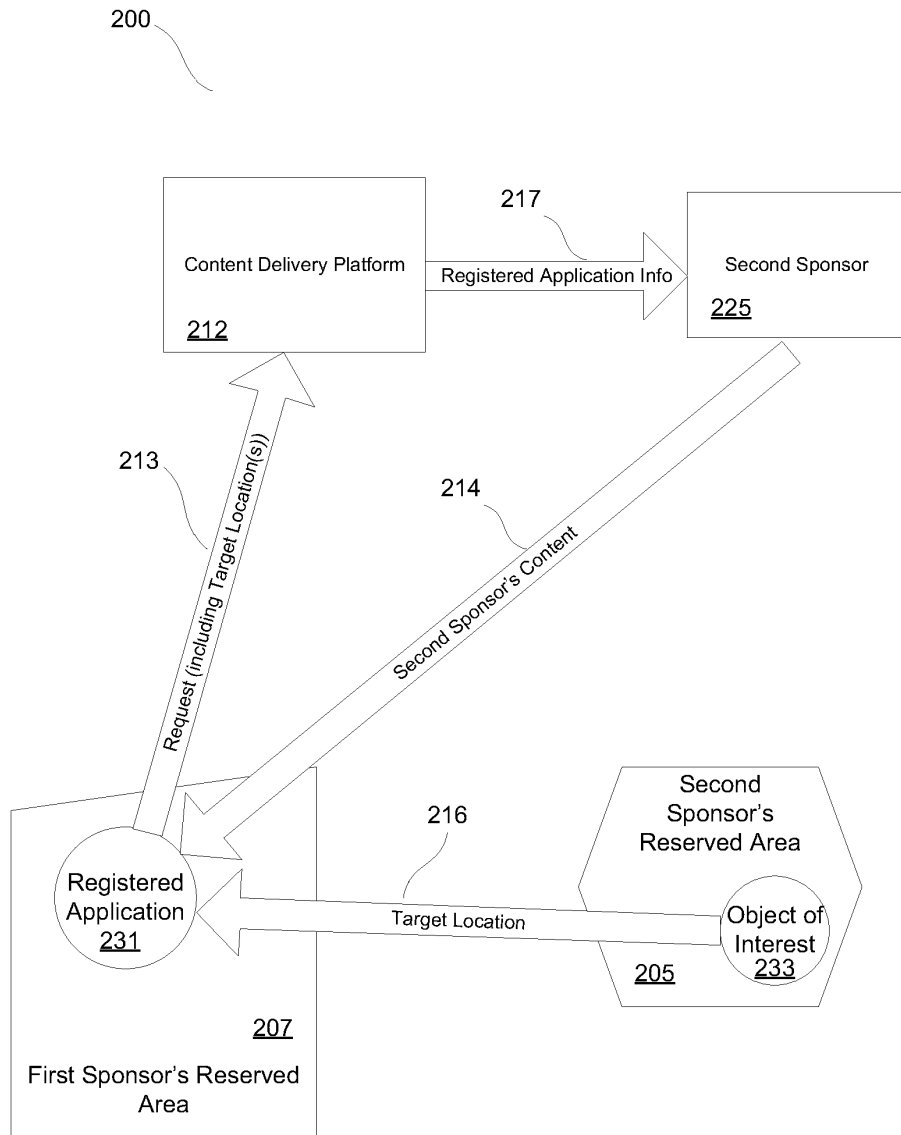 200
217
Content Delivery Platform
212
Registered Application Info
Second Sponsor
225
213
Request (including Target Location(s))
214
Second Sponsor's Content
216
Second
Sponsor's
Reserved Area
Registered
Application
231
Target Location
Object of
Interest
233
205
207
First Sponsor's Reserved
Area